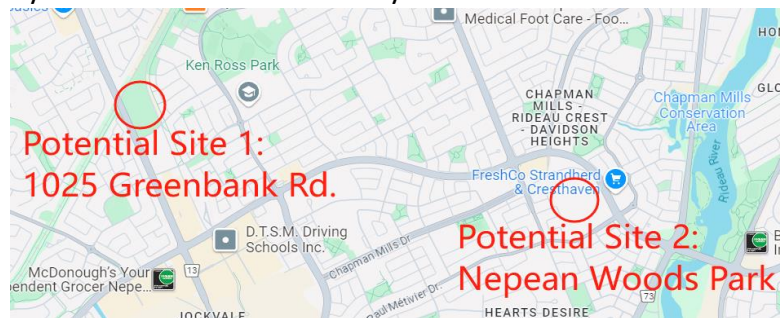 Medical Foot Care - Foo...
Ken Ross Park
CHAPMAN
MILLS -
RIDEAU CREST
- DAVIDSON
HEIGHTS
Chapman Mills
Conservation
Area
Rideau River
Potential Site 1:
1025 Greenbank Rd.
FreshCo Strandherd
& Cresthaven
D.T.S.M. Driving
Schools Inc.
Chapman Mills Dr
Potential Site 2:
Nepean Woods Park
McDonough's Your
pendent Grocer Nepe...
13
73
Paul Métivier Dr.
JOCKVALE
HEARTS DESIRE